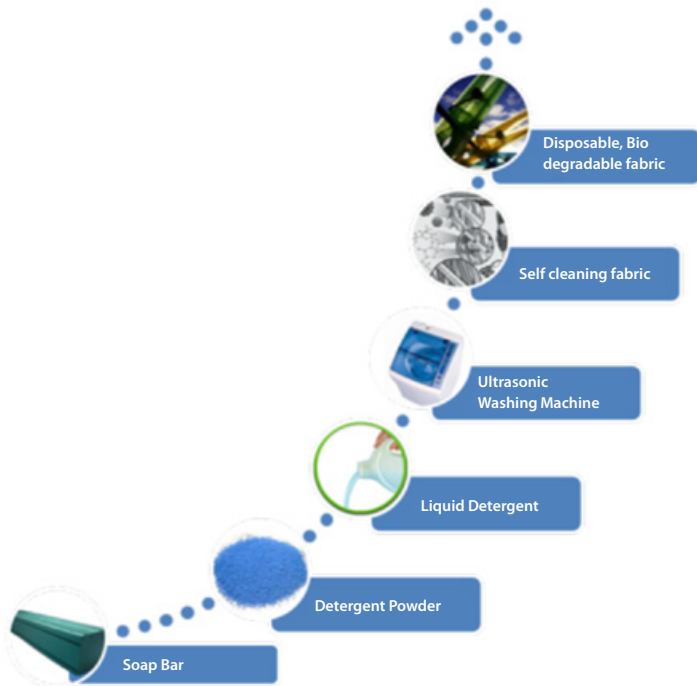 Disposable, Bio
degradable fabric
Self cleaning fabric
Ultrasonic
Washing Machine
Liquid Detergent
Detergent Powder
Soap Bar